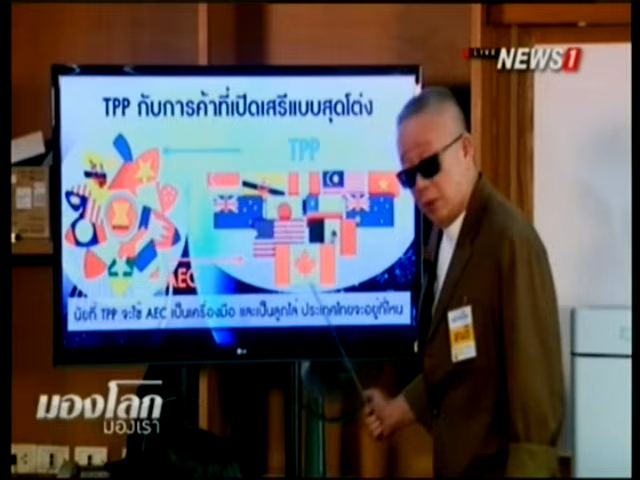 LIVE NEWS1
TPP กับการค้าที่เปิดเสรีแบบสุดโต่ง
TPP
AEC
นัยที่ TPP จะใช้ AEC เป็นเครื่องมือ และเป็นลูกไล่ ประเทศไทยจะอยู่ที่ไหน
LG
มองโลก
มองเรา